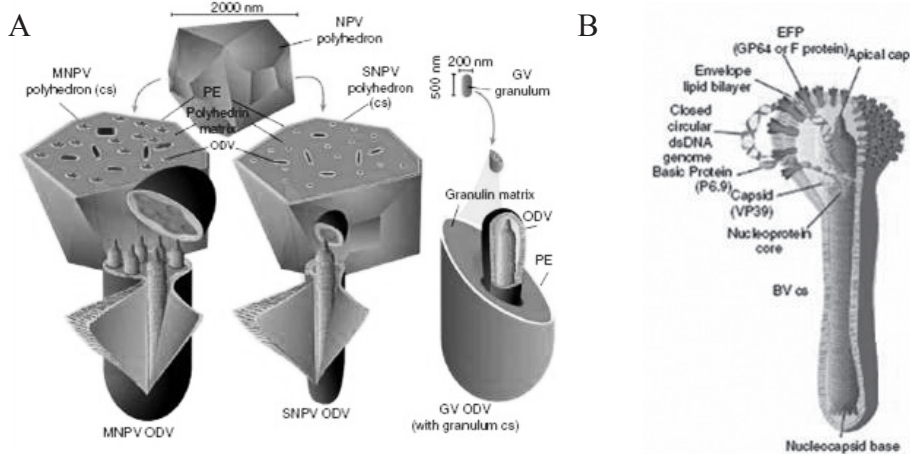 A
2000 nm
NPV
polyhedron
MNPV
polyhedron (cs)
PE
Polyhedrin
matrix
ODV
SNPV
polyhedron
(cs)
200 nm
500 nm
GV
granulum
Granulin matrix
ODV
PE
MNPV ODV
SNPV ODV
GV ODV
(with granulum cs)
B
EFP
(GP64 or F protein)
Apical cap
Envelope
lipid bilayer
Closed
circular
dsDNA
genome
Basic Protein
(P6.9)
Capsid
(VP39)
Nucleoprotein
core
BV cs
Nucleocapsid base